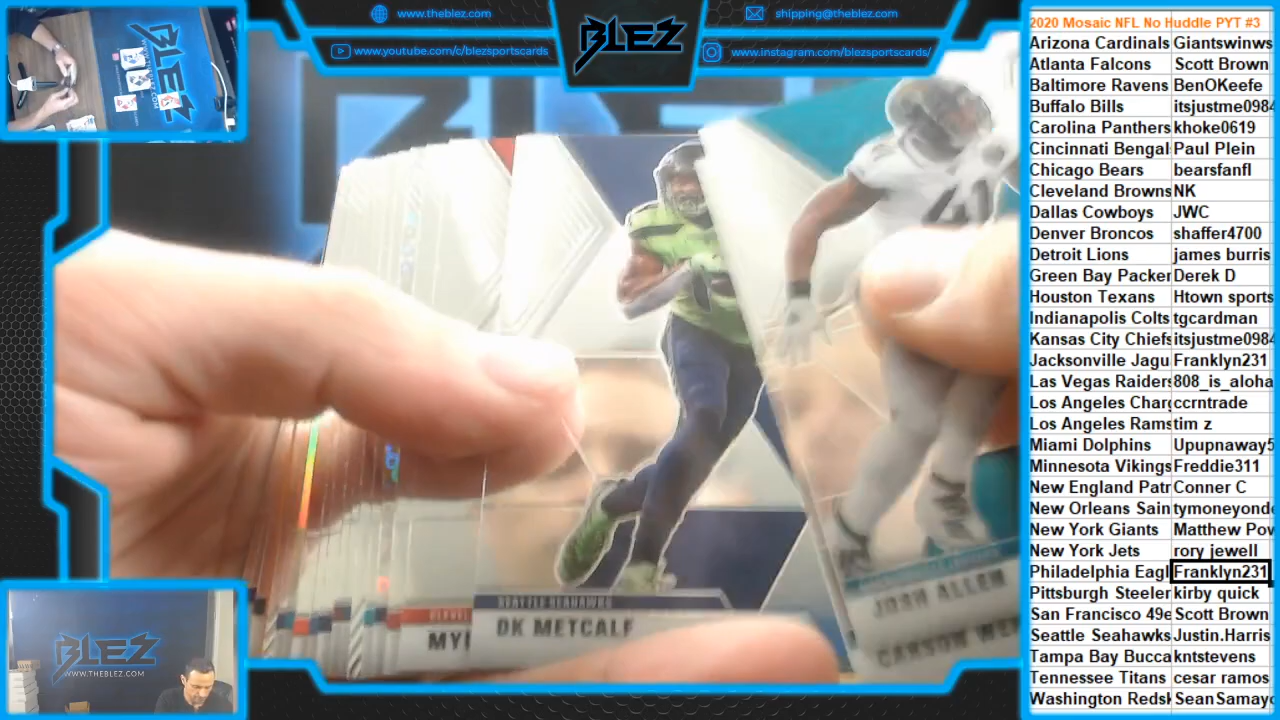 www.theblez.com
www.youtube.com/c/blezsportscards
BLEZ
shipping@theblez.com
www.instagram.com/blezsportscards/
2020 Mosaic NFL No Huddle PYT #3
Arizona Cardinals Giantswinws
Atlanta Falcons Scott Brown
Baltimore Ravens BenOKeefe
Buffalo Bills itsjustme0984
Carolina Panthers khoke0619
Cincinnati Bengal Paul Plein
Chicago Bears bearsfanfl
Cleveland Browns NK
Dallas Cowboys JWC
Denver Broncos shaffer4700
Detroit Lions james burris
Green Bay Packer Derek D
Houston Texans Htown sports
Indianapolis Colts tgcardman
Kansas City Chiefs itsjustme0984
Jacksonville Jagu Franklyn231
Las Vegas Raiders 808_is_aloha
Los Angeles Charg ccrntrade
Los Angeles Rams tim z
Miami Dolphins Upupnaway5
Minnesota Vikings Freddie311
New England Patr Conner C
New Orleans Sain tymoneyond
New York Giants Matthew Pov
New York Jets rory jewell
Philadelphia Eagl Franklyn231
Pittsburgh Steeler kirby quick
San Francisco 49e Scott Brown
Seattle Seahawks Justin.Harris
Tampa Bay Bucca kntstevens
Tennessee Titans cesar ramos
Washington Redsk SeanSamay
BLEZ
41
SEATTLE SEAHAWKS
DK METCALF
MY
JOSH ALLEN
CARSON WEN
BLEZ
WWW.THEBLEZ.COM